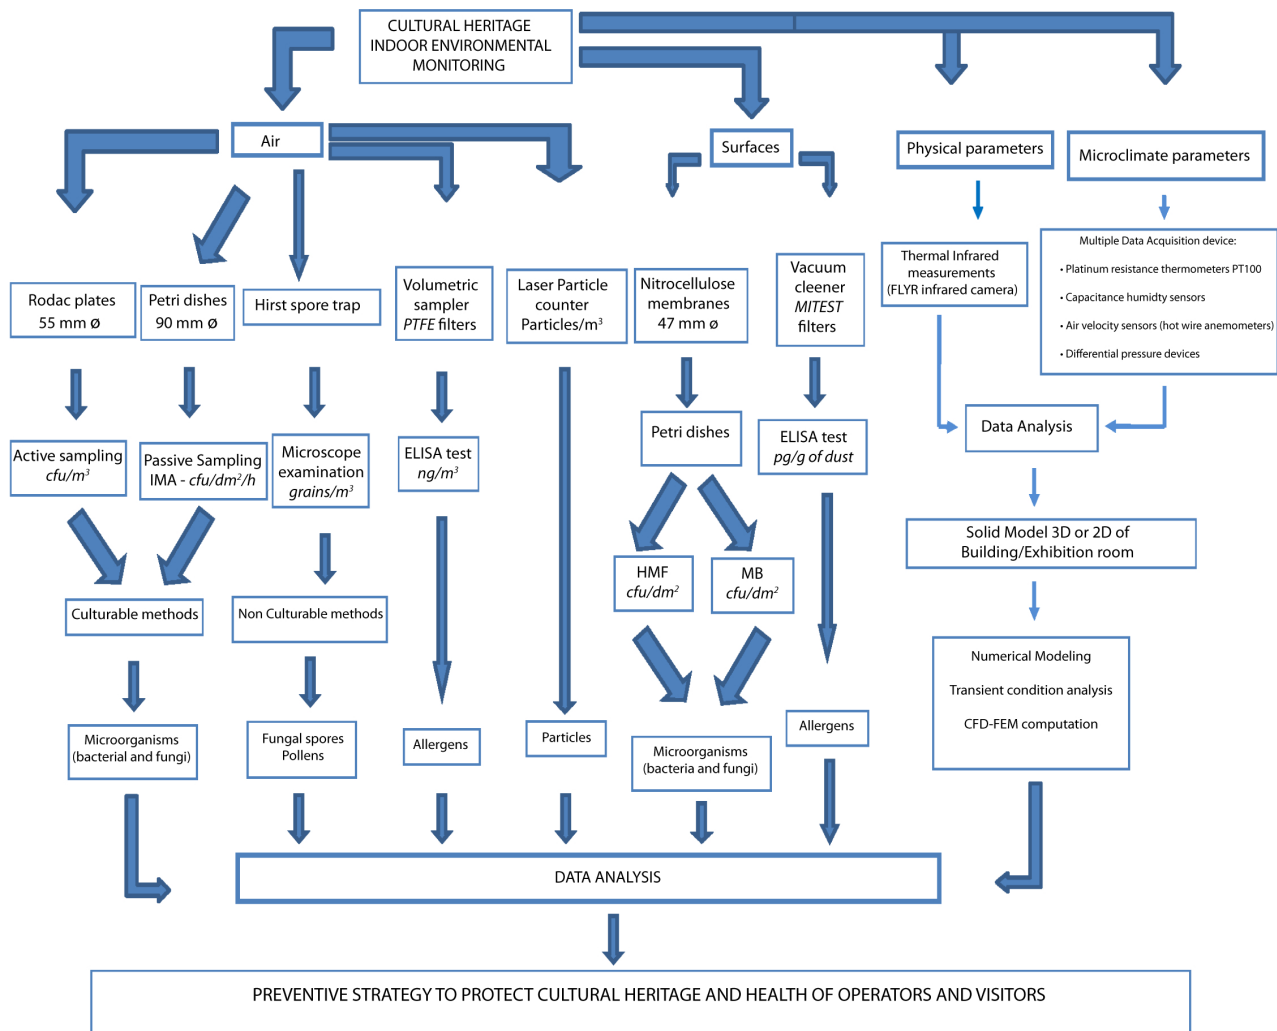 CULTURAL HERITAGE
INDOOR ENVIRONMENTAL
MONITORING
Air
Surfaces
Physical parameters
Microclimate parameters
Rodac plates
55 mm ø
Petri dishes
90 mm ø
Hirst spore trap
Volumetric
sampler
PTFE filters
Laser Particle
counter
Particles/m³
Nitrocellulose
membranes
47 mm ø
Vacuum
cleener
MITEST
filters
Thermal Infrared
measurements
(FLYR infrared camera)
Multiple Data Acquisition device:
• Platinum resistance thermometers PT100
• Capacitance humidity sensors
• Air velocity sensors (hot wire anemometers)
• Differential pressure devices
Active sampling
cfu/m³
Passive Sampling
IMA - cfu/dm²/h
Microscope
examination
grains/m³
ELISA test
ng/m³
Petri dishes
ELISA test
pg/g of dust
Data Analysis
HMF
cfu/dm²
MB
cfu/dm²
Solid Model 3D or 2D of
Building/Exhibition room
Culturable methods
Non Culturable methods
Numerical Modeling
Transient condition analysis
CFD-FEM computation
Microorganisms
(bacterial and fungi)
Fungal spores
Pollens
Allergens
Particles
Microorganisms
(bacteria and fungi)
Allergens
DATA ANALYSIS
PREVENTIVE STRATEGY TO PROTECT CULTURAL HERITAGE AND HEALTH OF OPERATORS AND VISITORS